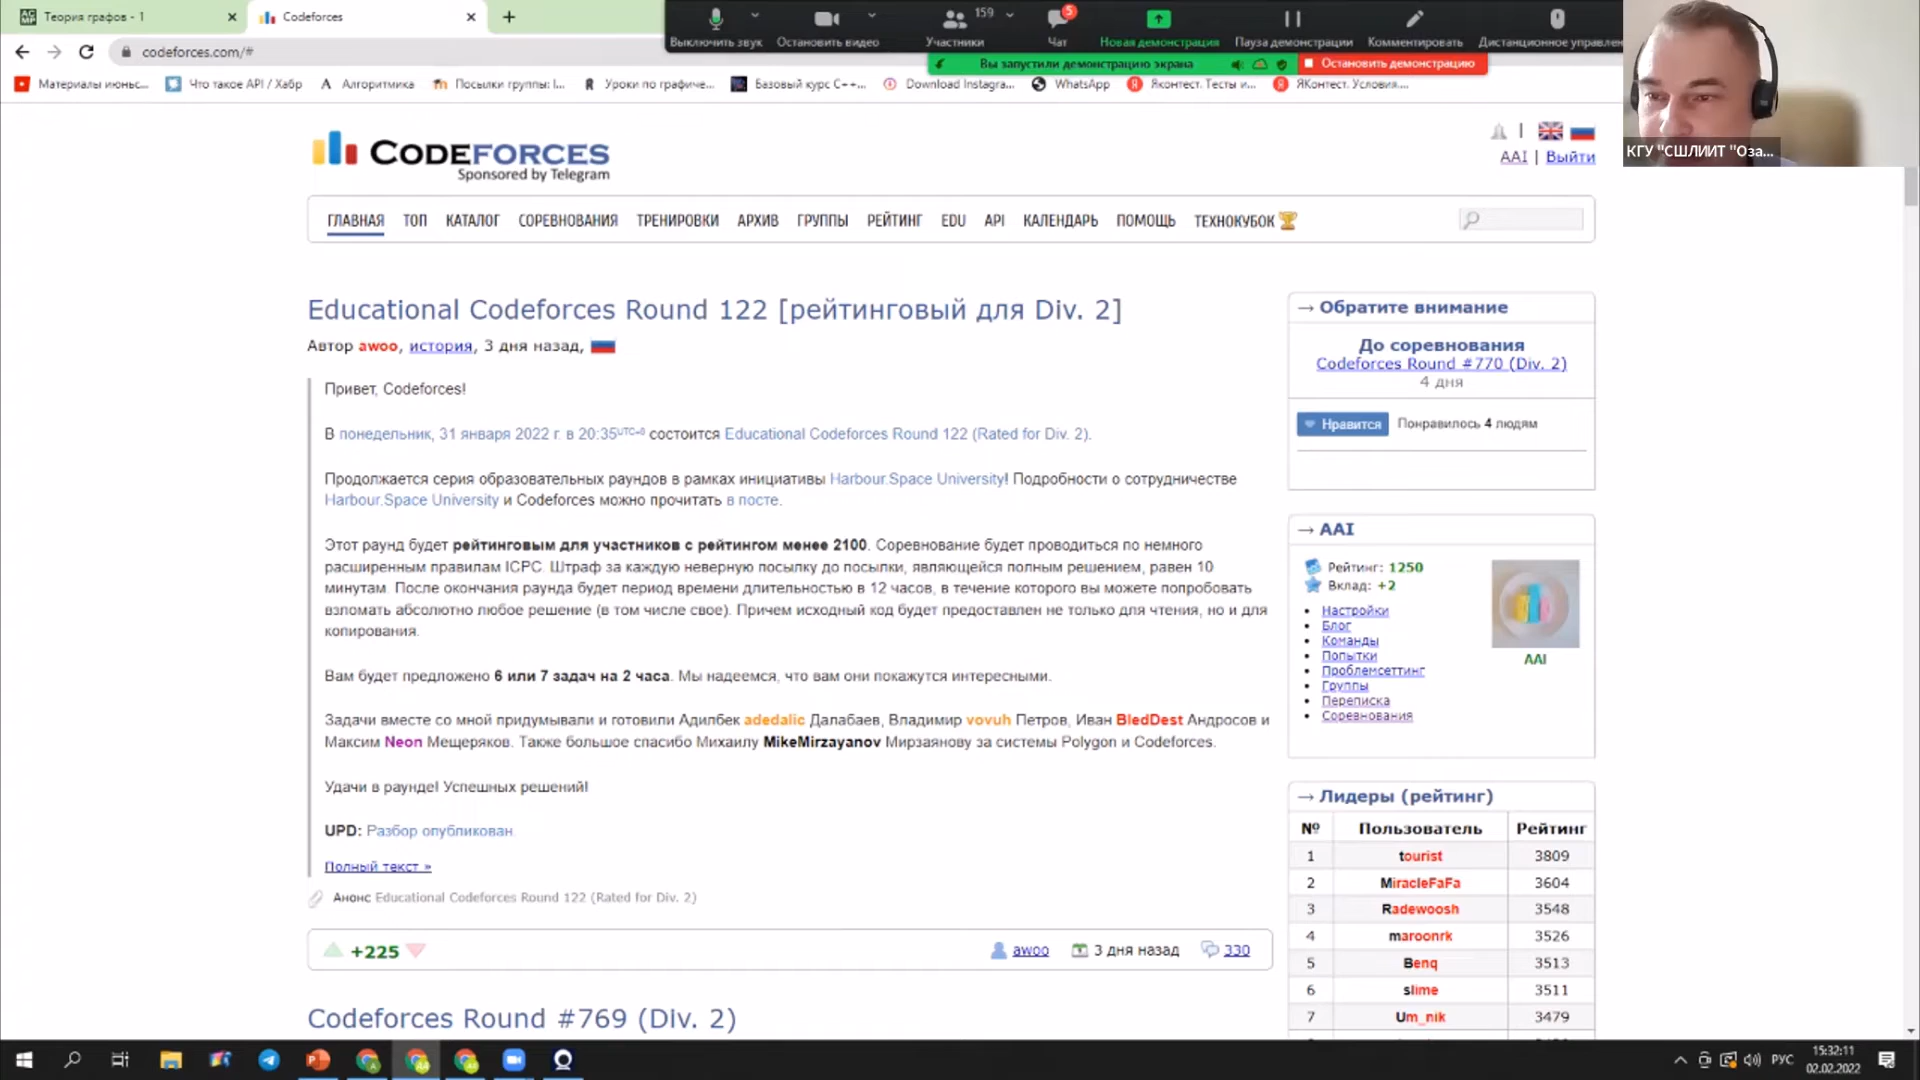 Теория графов - 1
Codeforces
159
5
Выключить звук
Остановить видео
Участники
Чат
Новая демонстрация
Пауза демонстрации
Комментировать
Дистанционное управлен
codeforces.com/#
Вы запустили демонстрацию экрана
Остановить демонстрацию
Материалы июньс...
Что такое API / Хабр
Алгоритмика
Посылки группы: I...
Уроки по графиче...
Базовый курс C++...
Download Instagra...
WhatsApp
Яконтест. Тесты и...
ЯКонтест. Условия....
КГУ "СШЛИИТ "Оза...
CODEFORCES
Sponsored by Telegram
AAI | Выйти
ГЛАВНАЯ ТОП КАТАЛОГ СОРЕВНОВАНИЯ ТРЕНИРОВКИ АРХИВ ГРУППЫ РЕЙТИНГ EDU API КАЛЕНДАРЬ ПОМОЩЬ ТЕХНОКУБОК
Educational Codeforces Round 122 [рейтинговый для Div. 2]
Автор awoo, история, 3 дня назад,
Привет, Codeforces!
В понедельник, 31 января 2022 г. в 20:35 состоится Educational Codeforces Round 122 (Rated for Div. 2).
Продолжается серия образовательных раундов в рамках инициативы Harbour.Space University! Подробности о сотрудничестве
Harbour.Space University и Codeforces можно прочитать в посте.
Этот раунд будет рейтинговым для участников с рейтингом менее 2100. Соревнование будет проводиться по немного
расширенным правилам ICPC. Штраф за каждую неверную посылку до посылки, являющейся полным решением, равен 10
минутам. После окончания раунда будет период времени длительностью в 12 часов, в течение которого вы можете попробовать
взломать абсолютно любое решение (в том числе свое). Причем исходный код будет предоставлен не только для чтения, но и для
копирования.
Вам будет предложено 6 или 7 задач на 2 часа. Мы надеемся, что вам они покажутся интересными.
Задачи вместе со мной придумывали и готовили Адилбек adedalic Далабаев, Владимир vovuh Петров, Иван BledDest Андросов и
Максим Neon Мещеряков. Также большое спасибо Михаилу MikeMirzayanov Мирзаянову за системы Polygon и Codeforces.
Удачи в раунде! Успешных решений!
UPD: Разбор опубликован.
Полный текст »
Анонс Educational Codeforces Round 122 (Rated for Div. 2)
+225
awoo
3 дня назад
330
Codeforces Round #769 (Div. 2)
→ Обратите внимание
До соревнования
Codeforces Round #770 (Div. 2)
4 дня
Нравится
Понравилось 4 людям
→ AAI
Рейтинг: 1250
Вклад: +2
Настройки
Блог
Команды
Попытки
Проблемсеттинг
Группы
Переписка
Соревнования
AAI
→ Лидеры (рейтинг)
№ Пользователь Рейтинг
1 tourist 3809
2 MiracleFaFa 3604
3 Radewoosh 3548
4 maroonrk 3526
5 Benq 3513
6 slime 3511
7 Um_nik 3479
РУС
15:32:11
02.02.2022